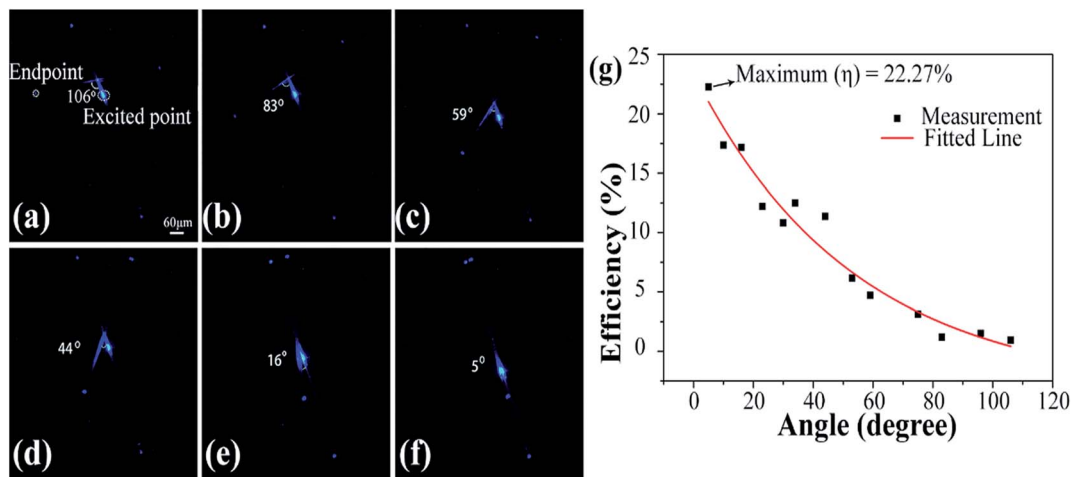 Endpoint
106°
Excited point
(a)
60μm
83°
(b)
59°
(c)
44°
(d)
16°
(e)
5°
(f)
(g)
Maximum (η) = 22.27%
Measurement
Fitted Line
Efficiency (%)
25
20
15
10
5
0
0 20 40 60 80 100 120
Angle (degree)